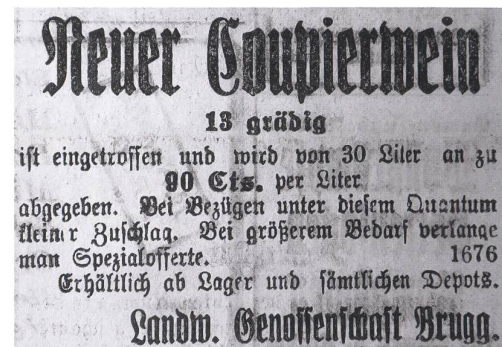 Neuer Coupierwein
13 grädig
ist eingetroffen und wird von 30 Liter an zu
90 Cts. per Liter
abgegeben. Bei Bezügen unter diesem Quantum
kleiner Zuschlag. Bei größerem Bedarf verlange
man Spezialofferte. 1676
Erhältlich ab Lager und sämtlichen Depots.
Landw. Genossenschaft Brugg.